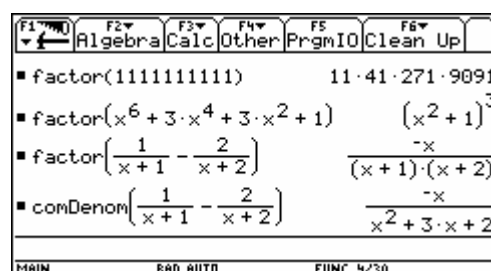 F1 F2 F3 F4 F5 F6
Algebra Calc Other PrgmIO Clean Up
factor(1111111111) 11·41·271·9091
factor(x^6 + 3·x^4 + 3·x^2 + 1) (x^2 + 1)^3
factor(1/(x + 1) - 2/(x + 2)) -x/((x + 1)·(x + 2))
comDenom(1/(x + 1) - 2/(x + 2)) -x/(x^2 + 3·x + 2)
MAIN RAD AUTO FUNC 4/30